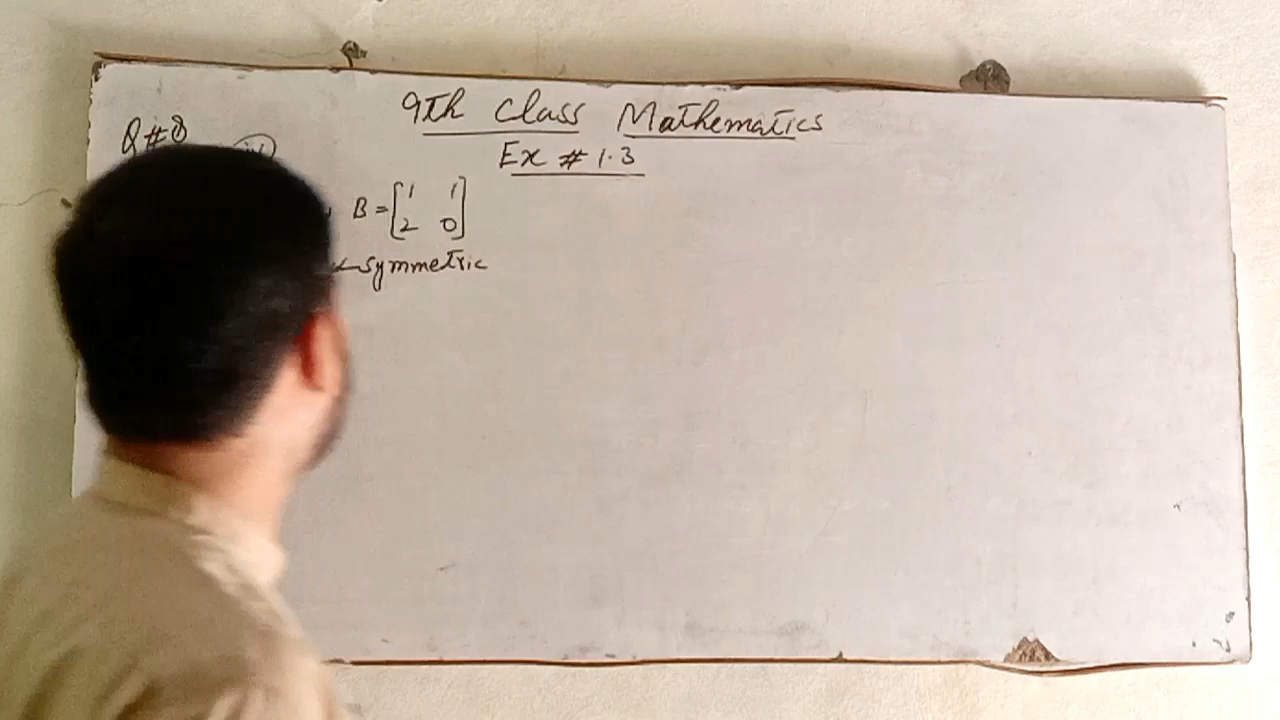 9th Class Mathematics
Ex # 1.3
Q#8
B = [1 1
2 0]
symmetric